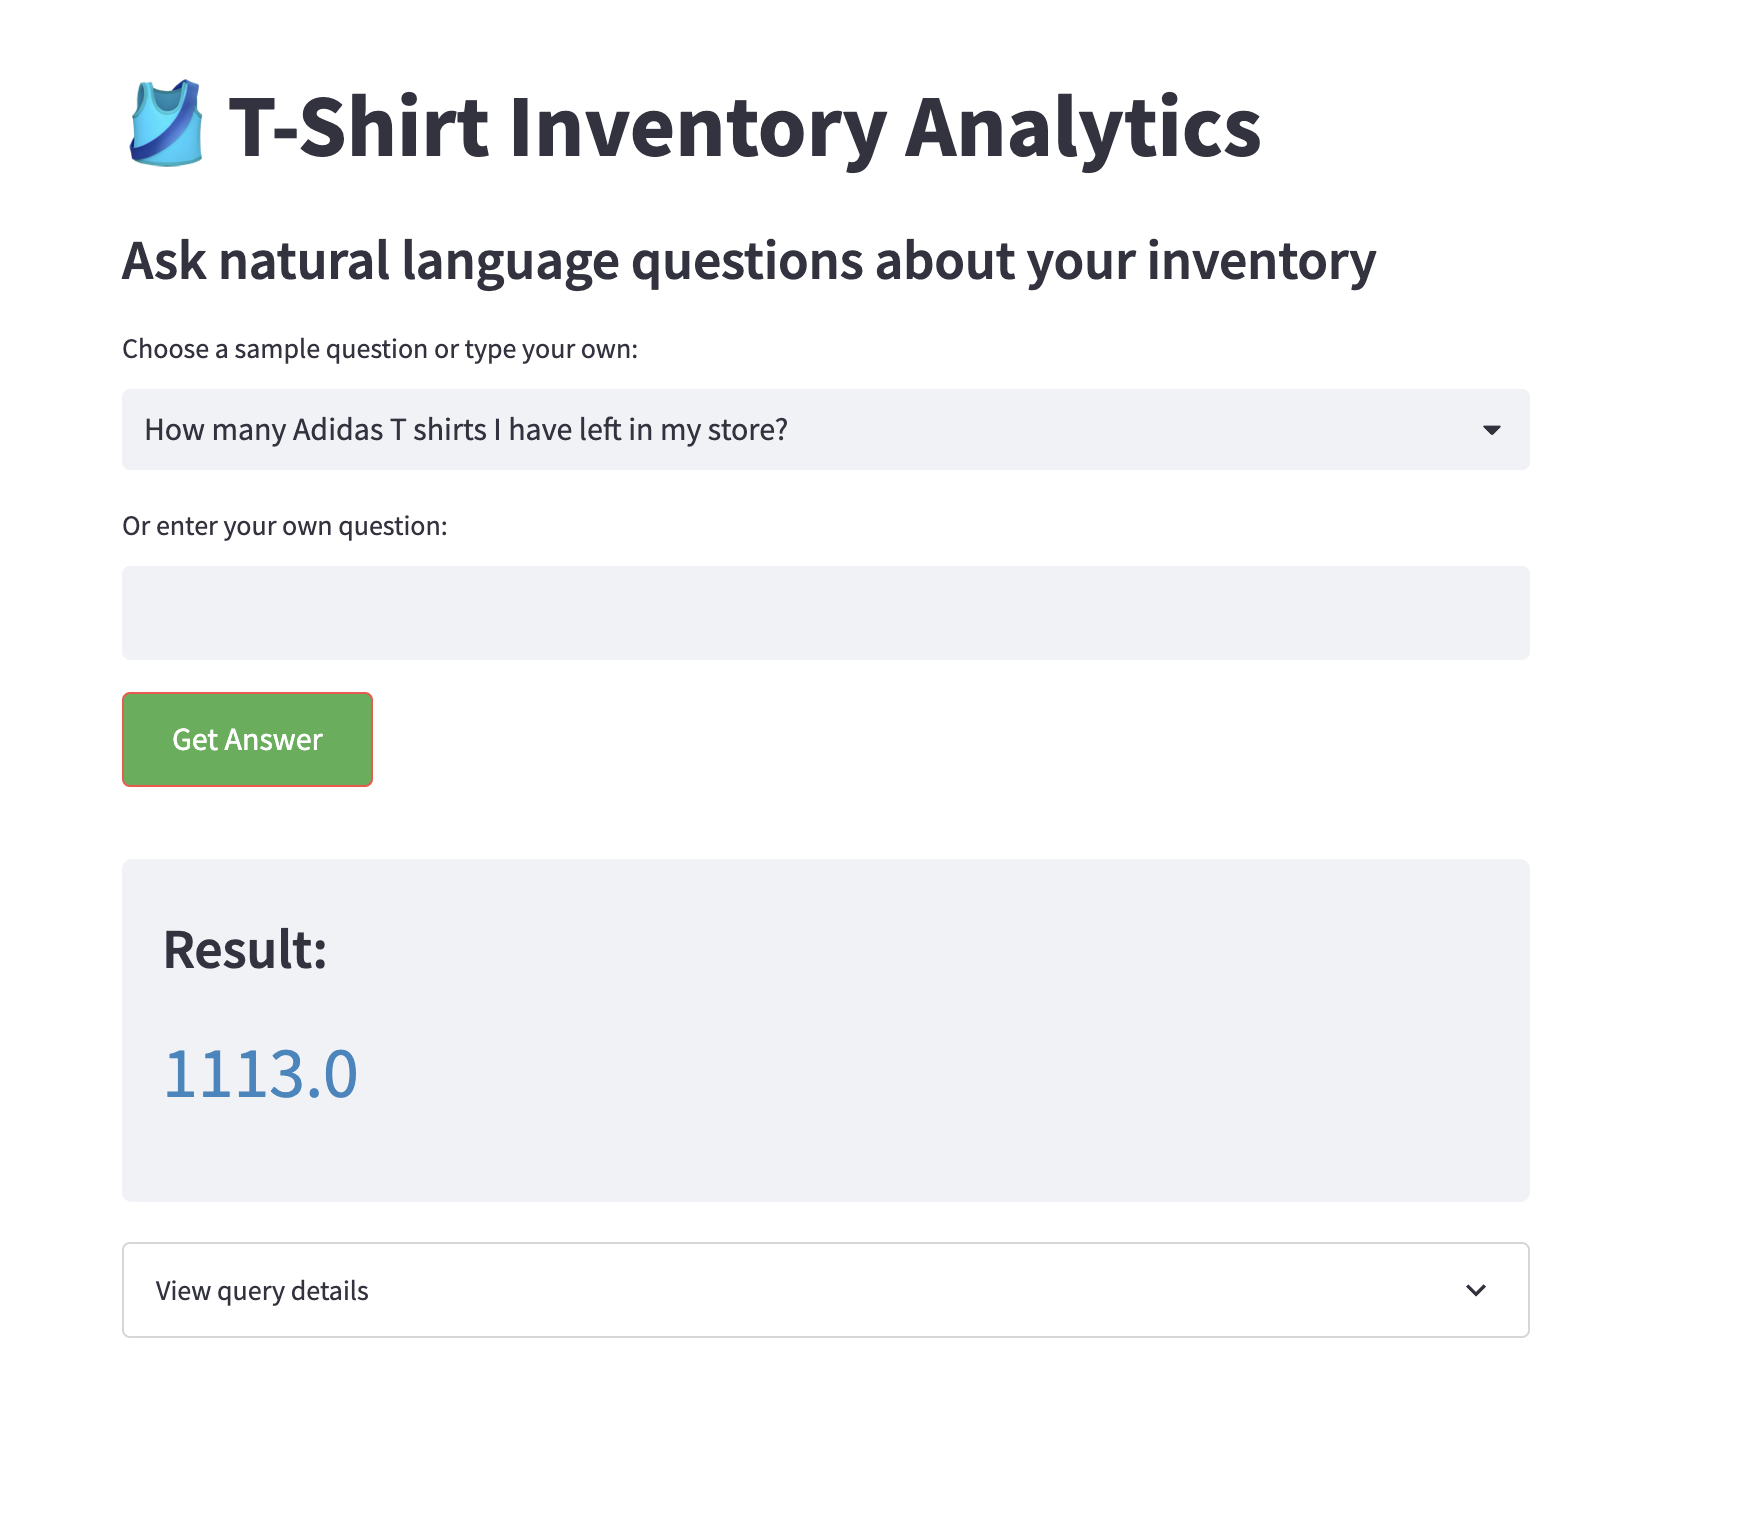 T-Shirt Inventory Analytics
Ask natural language questions about your inventory
Choose a sample question or type your own:
How many Adidas T shirts I have left in my store?
Or enter your own question:
Get Answer
Result:
1113.0
View query details